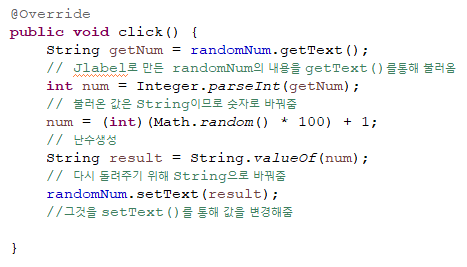 @Override
public void click() {
String getNum = randomNum.getText();
// Jlabel로 만든 randomNum의 내용을 getText()를통해 불러옴
int num = Integer.parseInt(getNum);
// 불러온 값은 String이므로 숫자로 바꿔줌
num = (int)(Math.random() * 100) + 1;
// 난수생성
String result = String.valueOf(num);
// 다시 돌려주기 위해 String으로 바꿔줌
randomNum.setText(result);
//그것을 setText()를 통해 값을 변경해줌
}